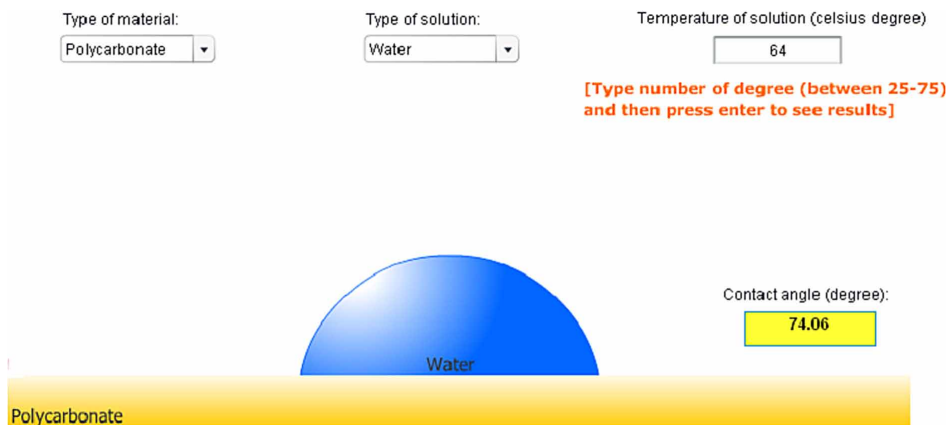 Type of material:
Type of solution:
Temperature of solution (celsius degree)
Polycarbonate
Water
64
[Type number of degree (between 25-75)
and then press enter to see results]
Contact angle (degree):
74.06
Water
Polycarbonate